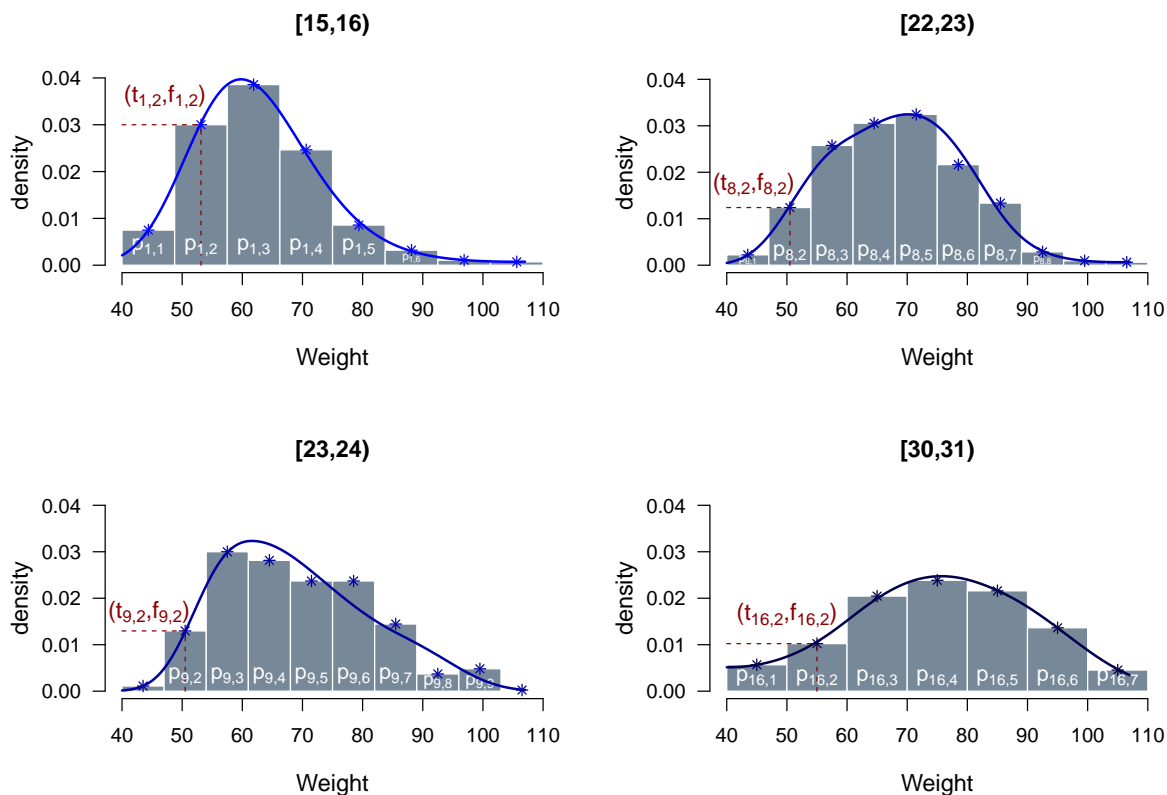 [15,16)
density
0.04
0.03
0.02
0.01
0.00
(t1,2,f1,2)
p1,1 p1,2 p1,3 p1,4 p1,5 p1,6
40 50 60 70 80 90 100 110
Weight
[22,23)
density
0.04
0.03
0.02
0.01
0.00
(t8,2,f8,2)
p8,1 p8,2 p8,3 p8,4 p8,5 p8,6 p8,7 p8,8
40 50 60 70 80 90 100 110
Weight
[23,24)
density
0.04
0.03
0.02
0.01
0.00
(t9,2,f9,2)
p9,2 p9,3 p9,4 p9,5 p9,6 p9,7 p9,8 p9,9
40 50 60 70 80 90 100 110
Weight
[30,31)
density
0.04
0.03
0.02
0.01
0.00
(t16,2,f16,2)
p16,1 p16,2 p16,3 p16,4 p16,5 p16,6 p16,7
40 50 60 70 80 90 100 110
Weight